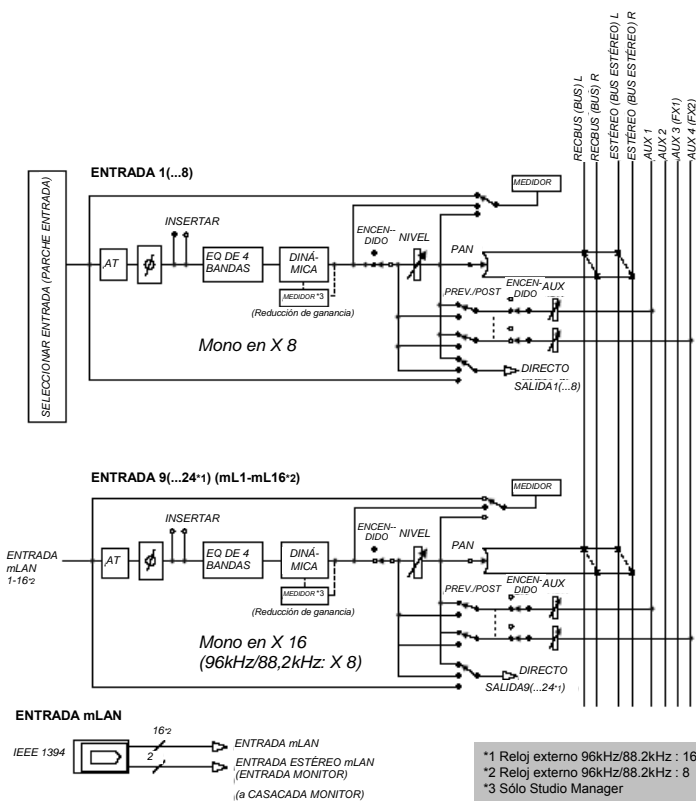 RECBUS (BUS) L
RECBUS (BUS) R
ESTÉREO (BUS ESTÉREO) L
ESTÉREO (BUS ESTÉREO) R
AUX 1
AUX 2
AUX 3 (FX1)
AUX 4 (FX2)
SELECCIONAR ENTRADA (PARCHE ENTRADA)
ENTRADA 1(...8)
MEDIDOR
INSERTAR
ENCEN--
DIDO
NIVEL
PAN
AT
ϕ
EQ DE 4
BANDAS
DINÁ-
MICA
MEDIDOR*3
(Reducción de ganancia)
PREV./POST
ENCEN-
DIDO
AUX
Mono en X 8
DIRECTO
SALIDA1(...8)
ENTRADA 9(...24*1) (mL1-mL16*2)
MEDIDOR
INSERTAR
ENCEN--
DIDO
NIVEL
PAN
ENTRADA
mLAN
1-16*2
AT
ϕ
EQ DE 4
BANDAS
DINÁ-
MICA
MEDIDOR*3
(Reducción de ganancia)
PREV./POST
ENCEN-
DIDO
AUX
Mono en X 16
(96kHz/88,2kHz: X 8)
DIRECTO
SALIDA9(...24*1)
ENTRADA mLAN
IEEE 1394
16*2
2
ENTRADA mLAN
ENTRADA ESTÉREO mLAN
(ENTRADA MONITOR)
(a CASACADA MONITOR)
*1 Reloj externo 96kHz/88.2kHz : 16
*2 Reloj externo 96kHz/88.2kHz : 8
*3 Sólo Studio Manager